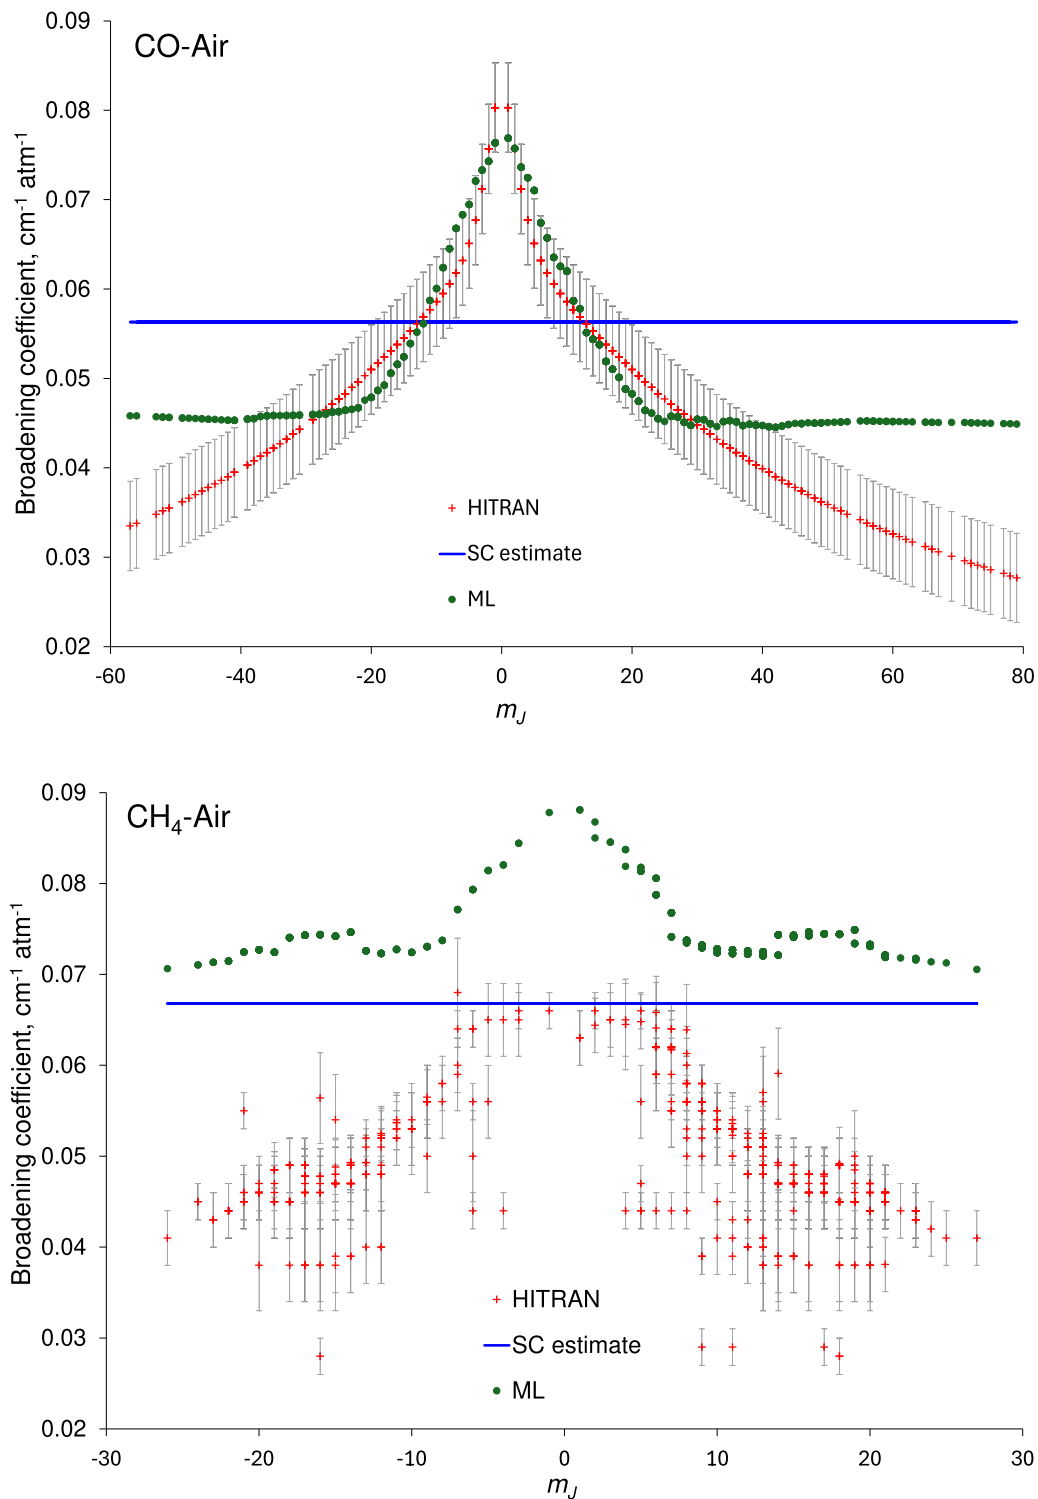 CO-Air
Broadening coefficient, cm-1 atm-1
0.09
0.08
0.07
0.06
0.05
0.04
0.03
0.02
HITRAN
SC estimate
ML
-60 -40 -20 0 20 40 60 80
mJ
CH4-Air
Broadening coefficient, cm-1 atm-1
0.09
0.08
0.07
0.06
0.05
0.04
0.03
0.02
HITRAN
SC estimate
ML
-30 -20 -10 0 10 20 30
mJ